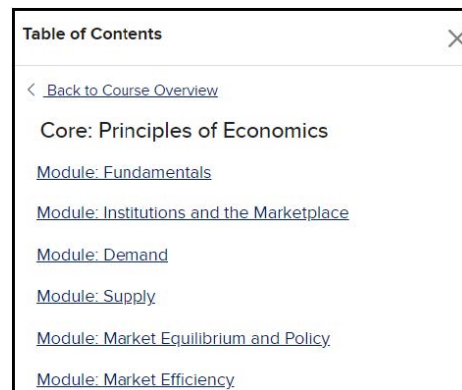 Table of Contents
Back to Course Overview
Core: Principles of Economics
Module: Fundamentals
Module: Institutions and the Marketplace
Module: Demand
Module: Supply
Module: Market Equilibrium and Policy
Module: Market Efficiency